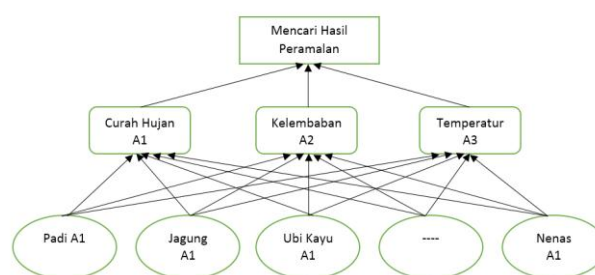 Mencari Hasil
Peramalan
Curah Hujan
A1
Kelembaban
A2
Temperatur
A3
Padi A1
Jagung
A1
Ubi Kayu
A1
----
Nenas
A1